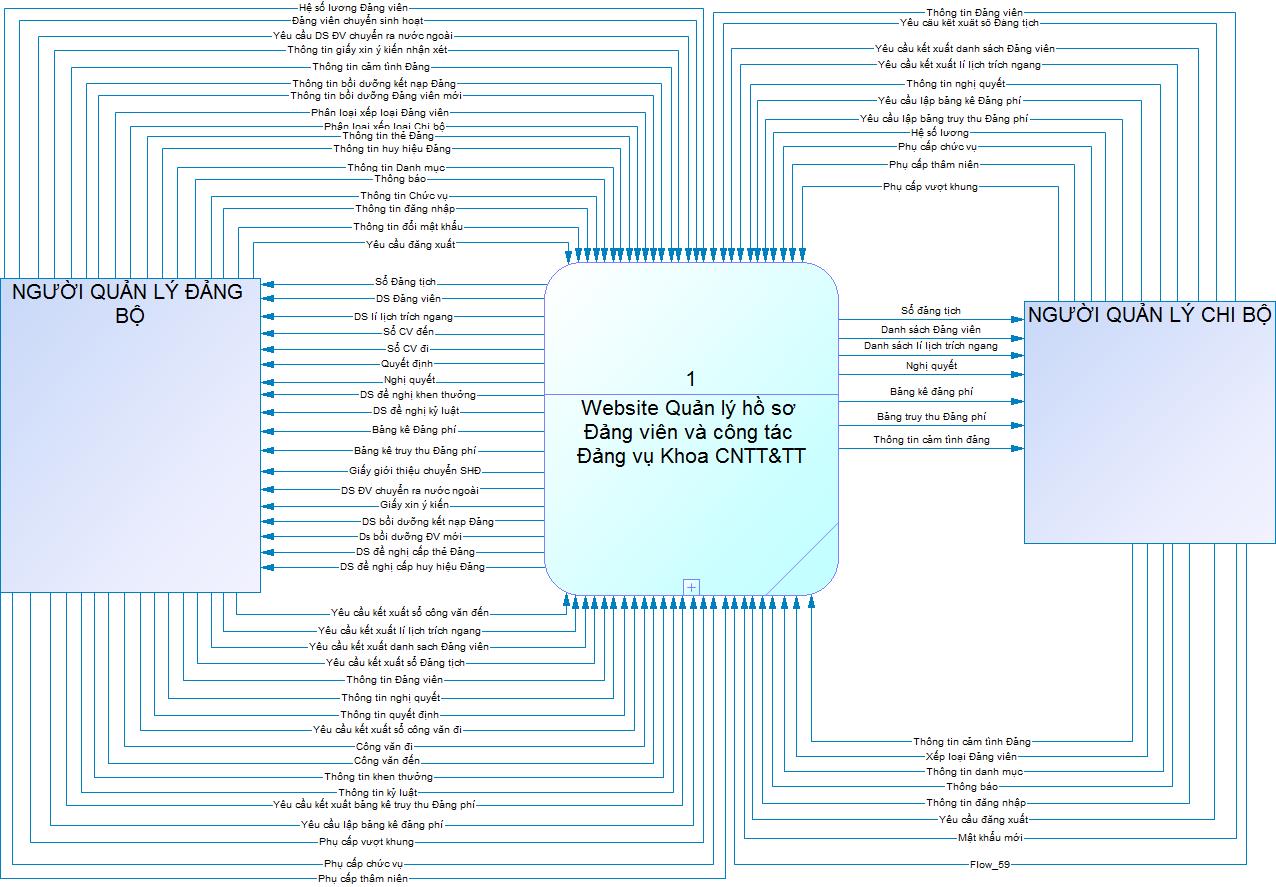 Hệ số lương Đảng viên
Đảng viên chuyển sinh hoạt
Yêu cầu DS ĐV chuyển ra nước ngoài
Thông tin giấy xin ý kiến nhận xét
Thông tin cảm tình Đảng
Thông tin bồi dưỡng kết nạp Đảng
Thông tin bồi dưỡng Đảng viên mới
Phân loại xếp loại Đảng viên
Phân loại xếp loại Chi bộ
Thông tin thẻ Đảng
Thông tin huy hiệu Đảng
Thông tin Danh mục
Thông báo
Thông tin Chức vụ
Thông tin đăng nhập
Thông tin đổi mật khẩu
Yêu cầu đăng xuất
Thông tin Đảng viên
Yêu cầu kết xuất sổ Đảng tịch
Yêu cầu kết xuất danh sách Đảng viên
Yêu cầu kết xuất lí lịch trích ngang
Thông tin nghị quyết
Yêu cầu lập bảng kê Đảng phí
Yêu cầu lập bảng truy thu Đảng phí
Hệ số lương
Phụ cấp chức vụ
Phụ cấp thâm niên
Phụ cấp vượt khung
NGƯỜI QUẢN LÝ ĐẢNG
BỘ
Sổ Đảng tịch
DS Đảng viên
DS lí lịch trích ngang
Sổ CV đến
Sổ CV đi
Quyết định
Nghị quyết
DS đề nghị khen thưởng
DS đề nghị kỷ luật
Bảng kê Đảng phí
Bảng kê truy thu Đảng phí
Giấy giới thiệu chuyển SHĐ
DS ĐV chuyển ra nước ngoài
Giấy xin ý kiến
DS bồi dưỡng kết nạp Đảng
Ds bồi dưỡng ĐV mới
DS đề nghị cấp thẻ Đảng
DS đề nghị cấp huy hiệu Đảng
1
Website Quản lý hồ sơ
Đảng viên và công tác
Đảng vụ Khoa CNTT&TT
Sổ đảng tịch
Danh sách Đảng viên
Danh sách lí lịch trích ngang
Nghị quyết
Bảng kê đảng phí
Bảng truy thu Đảng phí
Thông tin cảm tình đảng
NGƯỜI QUẢN LÝ CHI BỘ
Yêu cầu kết xuất sổ công văn đến
Yêu cầu kết xuất lí lịch trích ngang
Yêu cầu kết xuất danh sach Đảng viên
Yêu cầu kết xuất sổ Đảng tịch
Thông tin Đảng viên
Thông tin nghị quyết
Thông tin quyết định
Yêu cầu kết xuất sổ công văn đi
Công văn đi
Công văn đến
Thông tin khen thưởng
Thông tin kỷ luật
Yêu cầu kết xuất bảng kê truy thu Đảng phí
Yêu cầu lập bảng kê đảng phí
Phụ cấp vượt khung
Phụ cấp chức vụ
Phụ cấp thâm niên
Thông tin cảm tình Đảng
Xếp loại Đảng viên
Thông tin danh mục
Thông báo
Thông tin đăng nhập
Yêu cầu đăng xuất
Mật khẩu mới
Flow_59